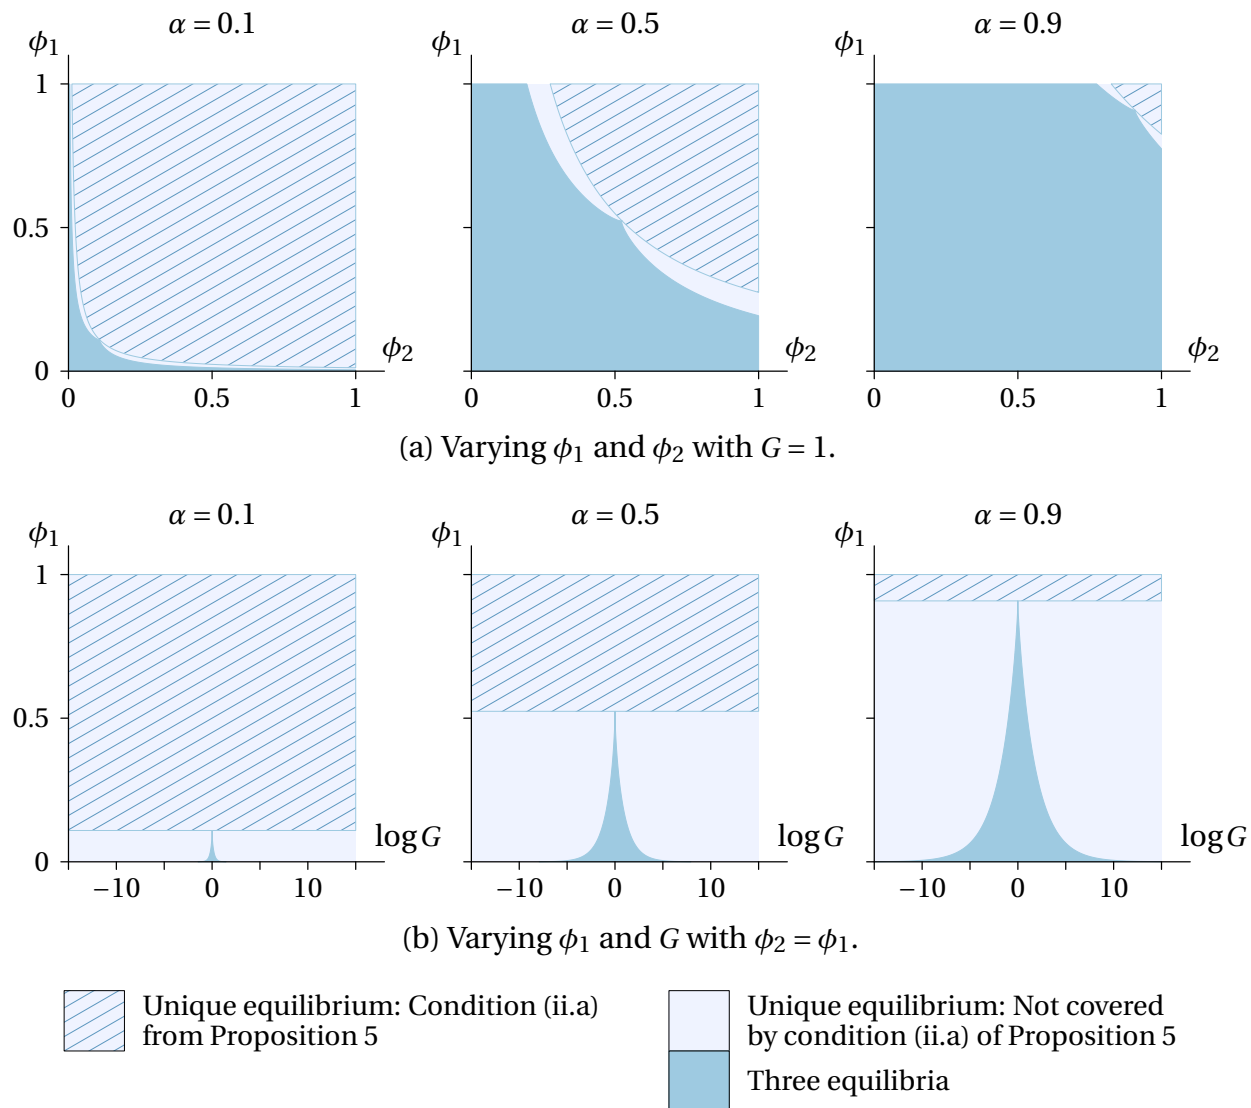 α = 0.1
α = 0.5
α = 0.9
ϕ1
ϕ1
ϕ1
1
0.5
0
ϕ2
ϕ2
ϕ2
0 0.5 1
0 0.5 1
0 0.5 1
(a) Varying ϕ1 and ϕ2 with G = 1.
α = 0.1
α = 0.5
α = 0.9
ϕ1
ϕ1
ϕ1
1
0.5
0
log G
log G
log G
−10 0 10
−10 0 10
−10 0 10
(b) Varying ϕ1 and G with ϕ2 = ϕ1.
Unique equilibrium: Condition (ii.a)
from Proposition 5
Unique equilibrium: Not covered
by condition (ii.a) of Proposition 5
Three equilibria